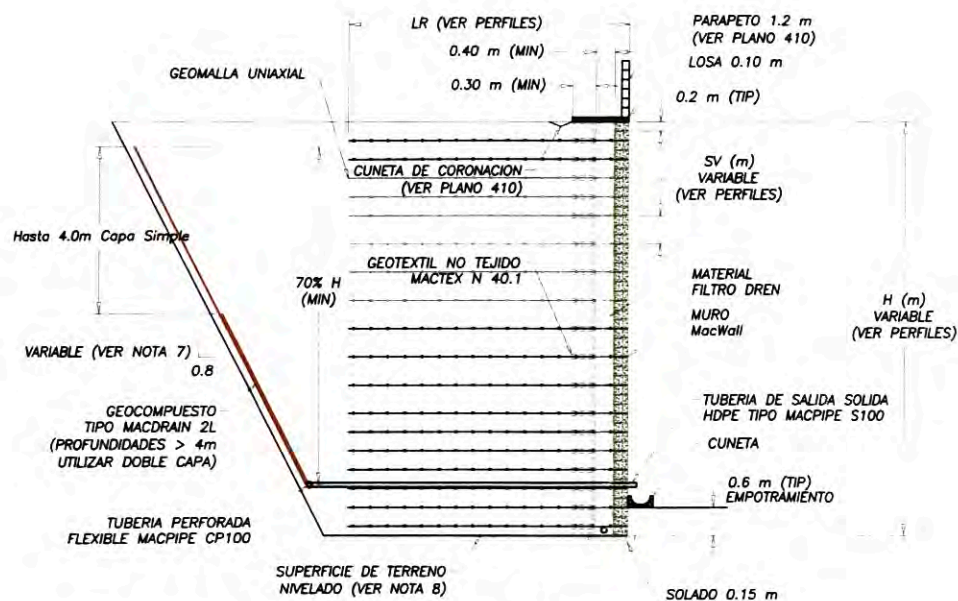 LR (VER PERFILES)
PARAPETO 1.2 m
(VER PLANO 410)
0.40 m (MIN)
LOSA 0.10 m
GEOMALLA UNIAXIAL
0.30 m (MIN)
0.2 m (TIP)
CUNETA DE CORONACION
(VER PLANO 410)
SV (m)
VARIABLE
(VER PERFILES)
Hasta 4.0m Capa Simple
GEOTEXTIL NO TEJIDO
MACTEX N 40.1
70% H
(MIN)
MATERIAL
FILTRO DREN
MURO
MacWall
H (m)
VARIABLE
(VER PERFILES)
VARIABLE (VER NOTA 7)
0.8
GEOCOMPUESTO
TIPO MACDRAIN 2L
(PROFUNDIDADES > 4m
UTILIZAR DOBLE CAPA)
TUBERIA DE SALIDA SOLIDA
HDPE TIPO MACPIPE S100
CUNETA
0.6 m (TIP)
EMPOTRAMIENTO
TUBERIA PERFORADA
FLEXIBLE MACPIPE CP100
SUPERFICIE DE TERRENO
NIVELADO (VER NOTA 8)
SOLADO 0.15 m